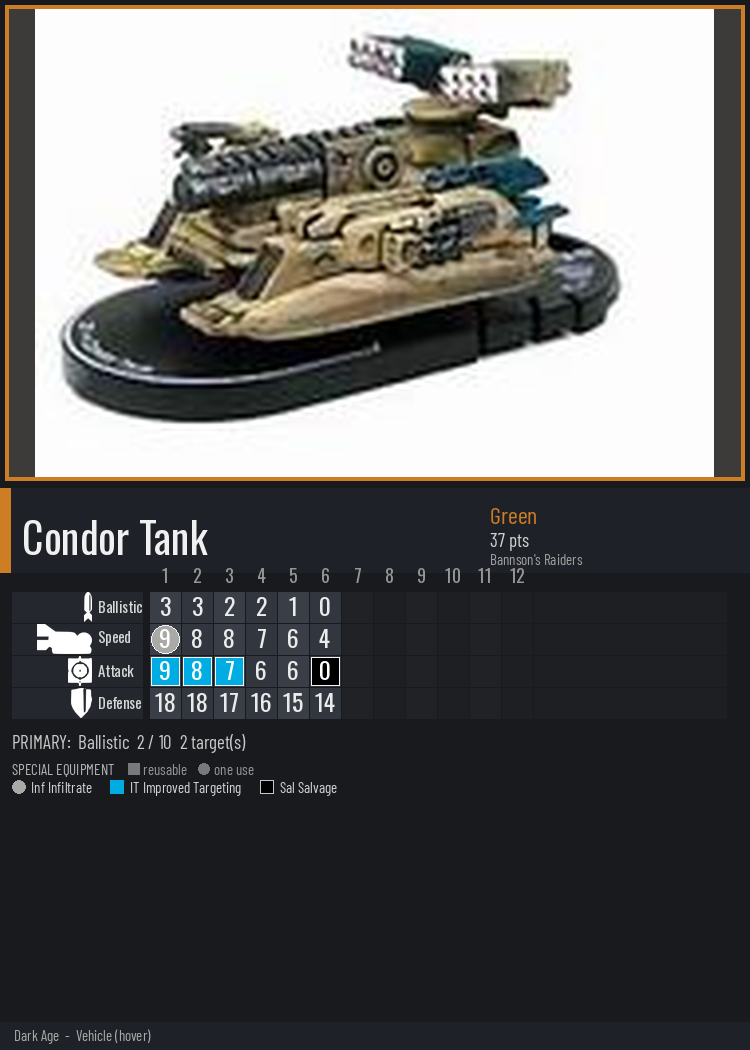 Condor Tank
Green
37 pts
Bannson's Raiders
1 2 3 4 5 6 7 8 9 10 11 12
Ballistic 3 3 2 2 1 0
Speed 9 8 8 7 6 4
Attack 9 8 7 6 6 0
Defense 18 18 17 16 15 14
PRIMARY: Ballistic 2 / 10 2 target(s)
SPECIAL EQUIPMENT reusable one use
Inf Infiltrate IT Improved Targeting Sal Salvage
Dark Age - Vehicle (hover)